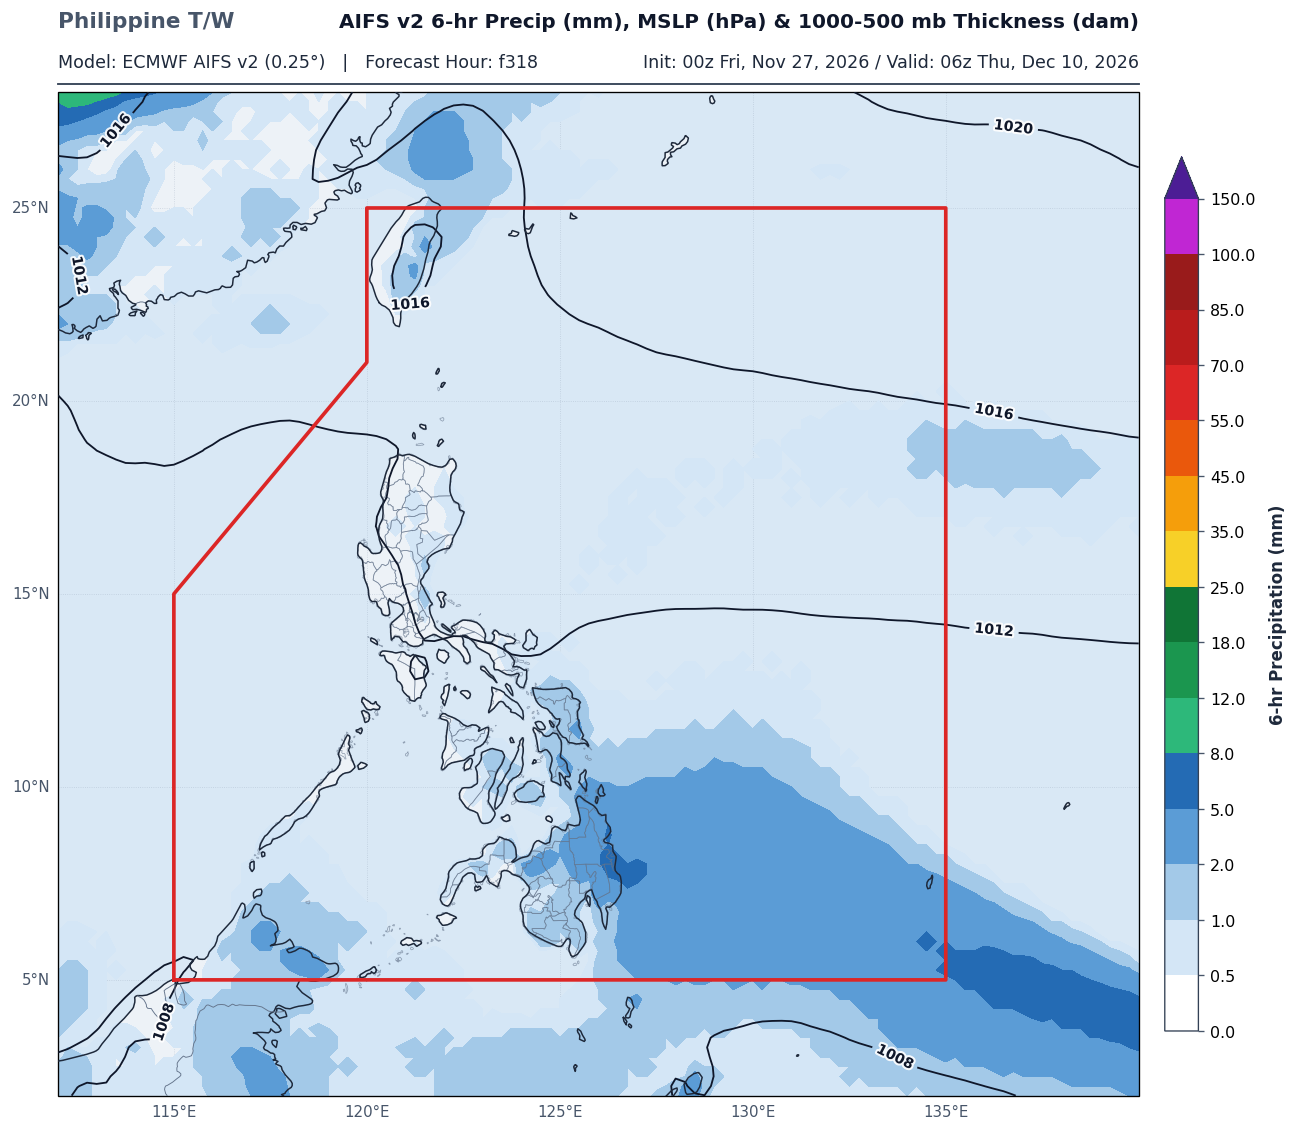 Philippine T/W
AIFS v2 6-hr Precip (mm), MSLP (hPa) & 1000-500 mb Thickness (dam)
Model: ECMWF AIFS v2 (0.25°) | Forecast Hour: f318
Init: 00z Fri, Nov 27, 2026 / Valid: 06z Thu, Dec 10, 2026
1016
1020
25°N
1012
1016
20°N
1016
15°N
1012
10°N
5°N
1008
1008
115°E
120°E
125°E
130°E
135°E
150.0
100.0
85.0
70.0
55.0
45.0
35.0
25.0
18.0
12.0
8.0
5.0
2.0
1.0
0.5
0.0
6-hr Precipitation (mm)